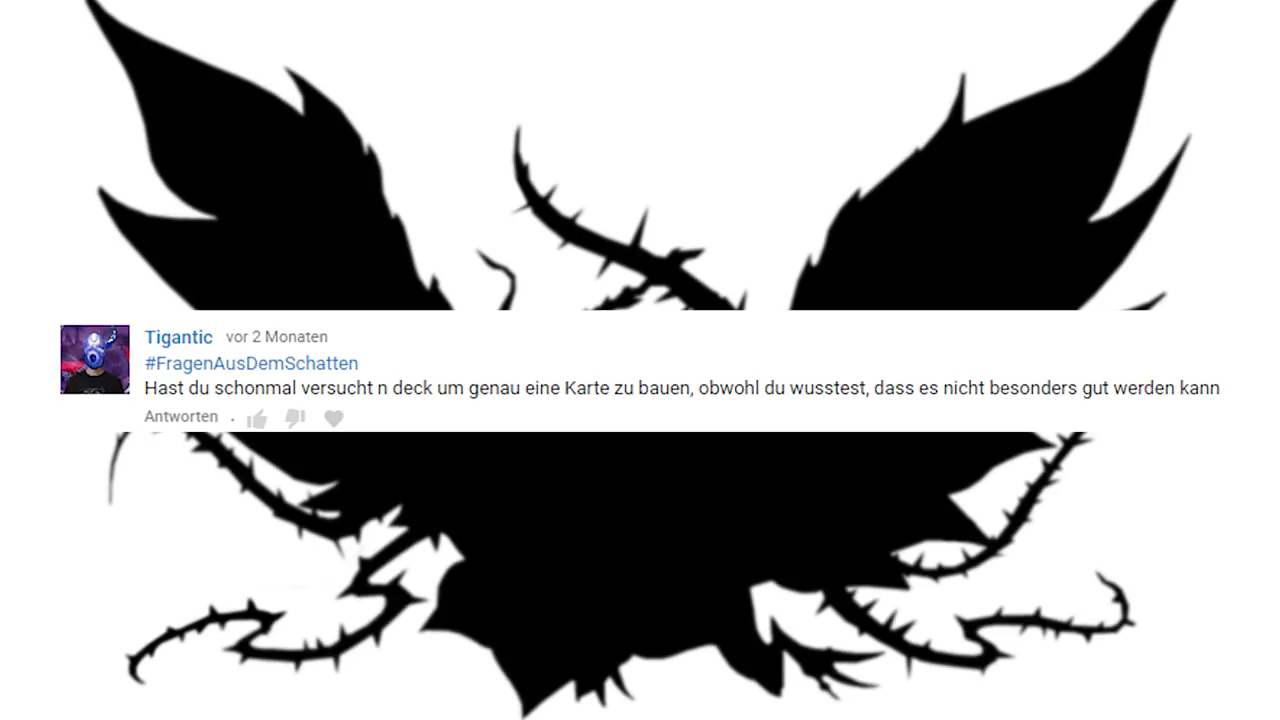 Tigantic vor 2 Monaten
#FragenAusDemSchatten
Hast du schonmal versucht n deck um genau eine Karte zu bauen, obwohl du wusstest, dass es nicht besonders gut werden kann
Antworten .